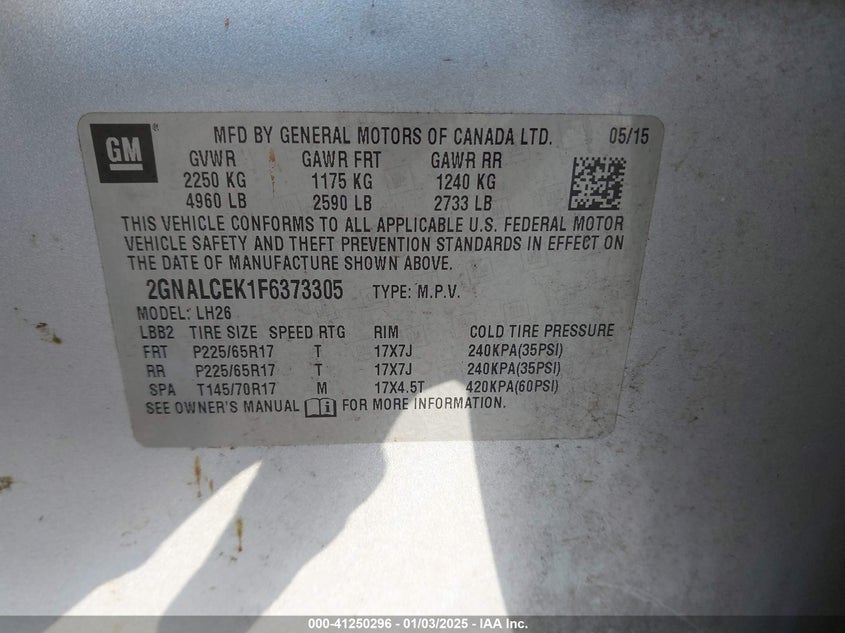 GM
MFD BY GENERAL MOTORS OF CANADA LTD. 05/15
GVWR GAWR FRT GAWR RR
2250 KG 1175 KG 1240 KG
4960 LB 2590 LB 2733 LB
THIS VEHICLE CONFORMS TO ALL APPLICABLE U.S. FEDERAL MOTOR
VEHICLE SAFETY AND THEFT PREVENTION STANDARDS IN EFFECT ON
THE DATE OF MANUFACTURE SHOWN ABOVE.
2GNALCEK1F6373305 TYPE: M.P.V.
MODEL: LH26
LBB2 TIRE SIZE SPEED RTG RIM COLD TIRE PRESSURE
FRT P225/65R17 T 17X7J 240KPA(35PSI)
RR P225/65R17 T 17X7J 240KPA(35PSI)
SPA T145/70R17 M 17X4.5T 420KPA(60PSI)
SEE OWNER'S MANUAL FOR MORE INFORMATION.
000-41250296 - 01/03/2025 - IAA Inc.